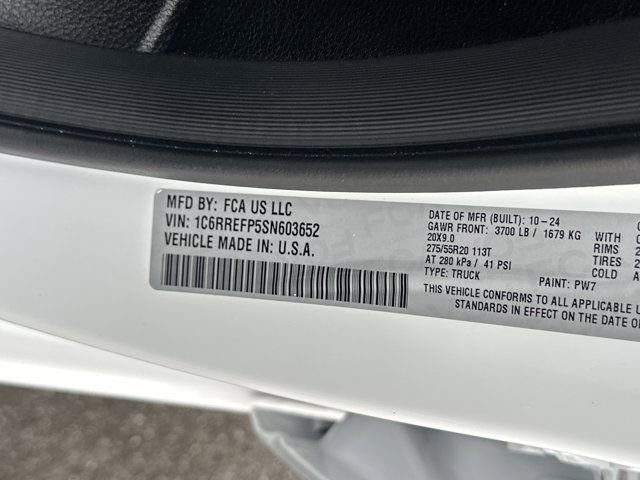 MFD BY: FCA US LLC
VIN: 1C6RREFP5SN603652
VEHICLE MADE IN U.S.A.
DATE OF MFR (BUILT): 10-24
GAWR FRONT: 3700 LB / 1679 KG WITH
20X9.0 RIMS
275/55R20 113T TIRES
AT 280 kPa / 41 PSI COLD
TYPE: TRUCK PAINT: PW7
THIS VEHICLE CONFORMS TO ALL APPLICABLE
STANDARDS IN EFFECT ON THE DATE OF